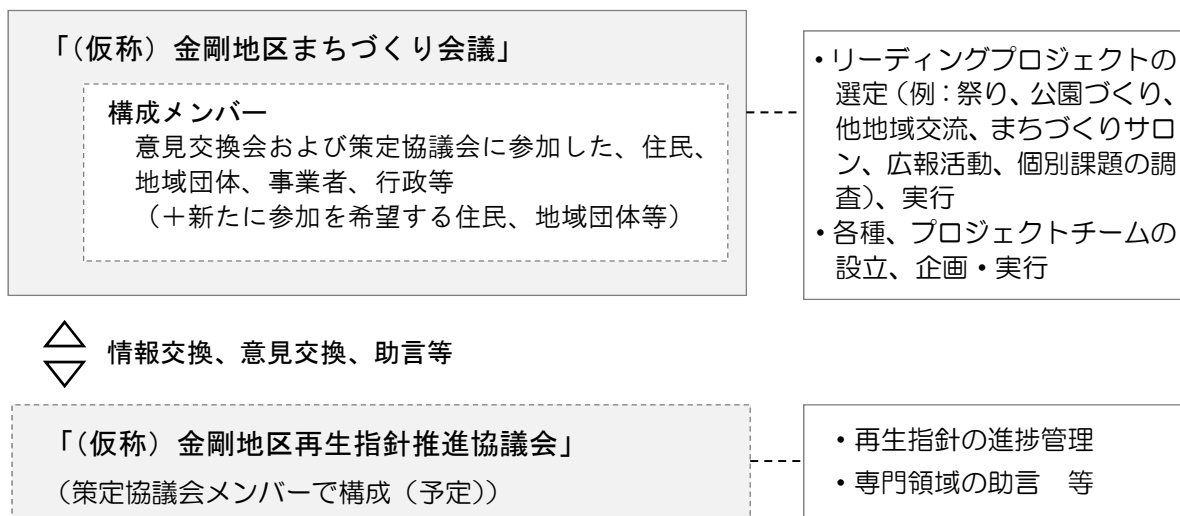 「（仮称）金剛地区まちづくり会議」
構成メンバー
意見交換会および策定協議会に参加した、住民、
地域団体、事業者、行政等
（＋新たに参加を希望する住民、地域団体等）
・リーディングプロジェクトの
選定（例：祭り、公園づくり、
他地域交流、まちづくりサロ
ン、広報活動、個別課題の調
査）、実行
・各種、プロジェクトチームの
設立、企画・実行
情報交換、意見交換、助言等
「（仮称）金剛地区再生指針推進協議会」
（策定協議会メンバーで構成（予定））
・再生指針の進捗管理
・専門領域の助言　等